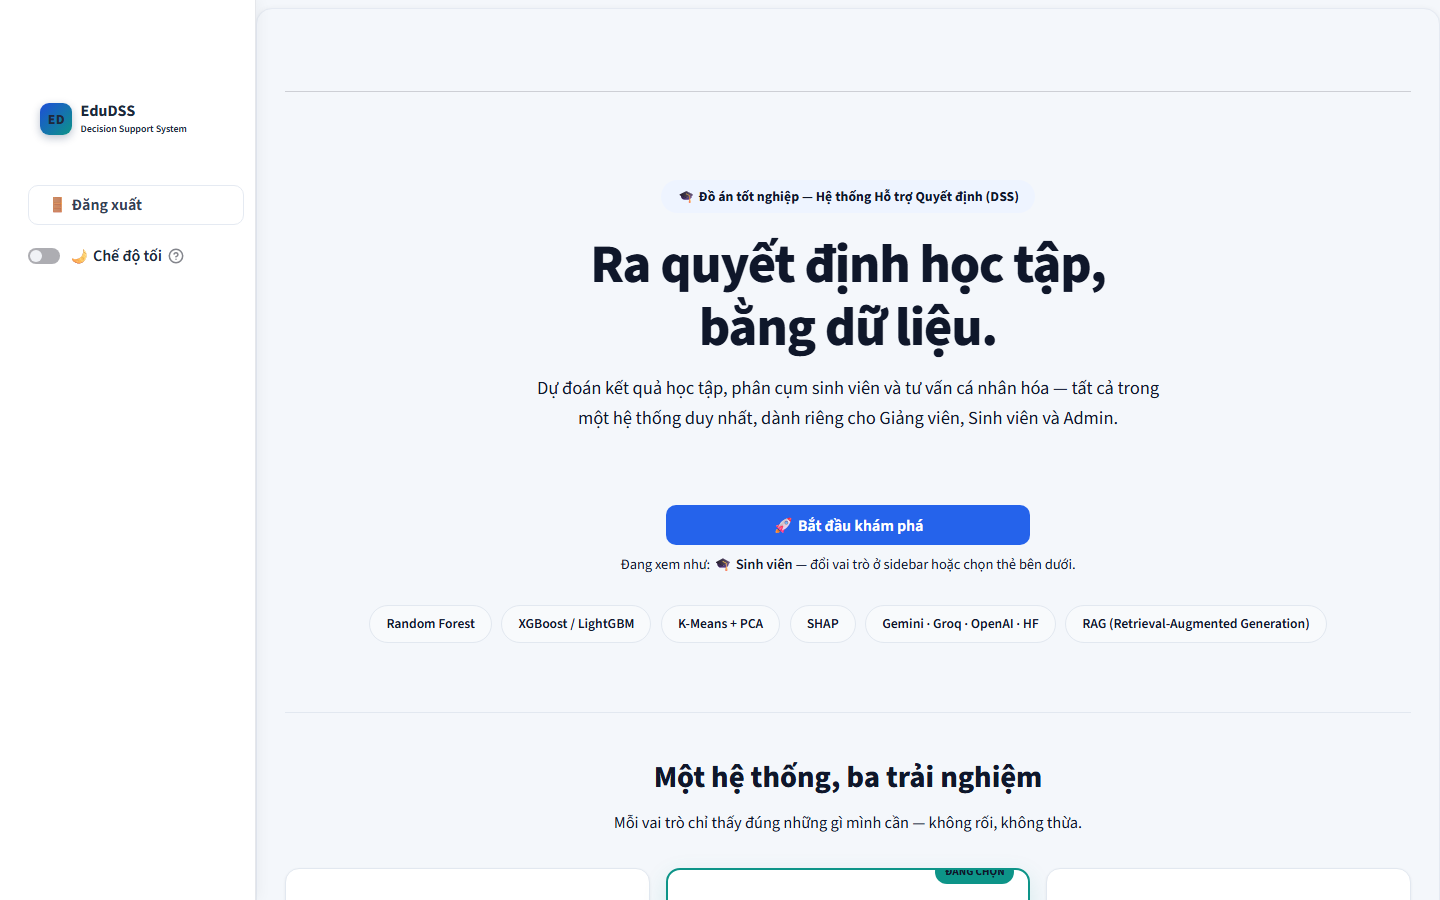 ED
EduDSS
Decision Support System
🚪 Đăng xuất
🌙 Chế độ tối
🎓 Đồ án tốt nghiệp — Hệ thống Hỗ trợ Quyết định (DSS)
Ra quyết định học tập,
bằng dữ liệu.
Dự đoán kết quả học tập, phân cụm sinh viên và tư vấn cá nhân hóa — tất cả trong
một hệ thống duy nhất, dành riêng cho Giảng viên, Sinh viên và Admin.
🚀 Bắt đầu khám phá
Đang xem như: 🎓 Sinh viên — đổi vai trò ở sidebar hoặc chọn thẻ bên dưới.
Random Forest
XGBoost / LightGBM
K-Means + PCA
SHAP
Gemini · Groq · OpenAI · HF
RAG (Retrieval-Augmented Generation)
Một hệ thống, ba trải nghiệm
Mỗi vai trò chỉ thấy đúng những gì mình cần — không rối, không thừa.
ĐANG CHỌN